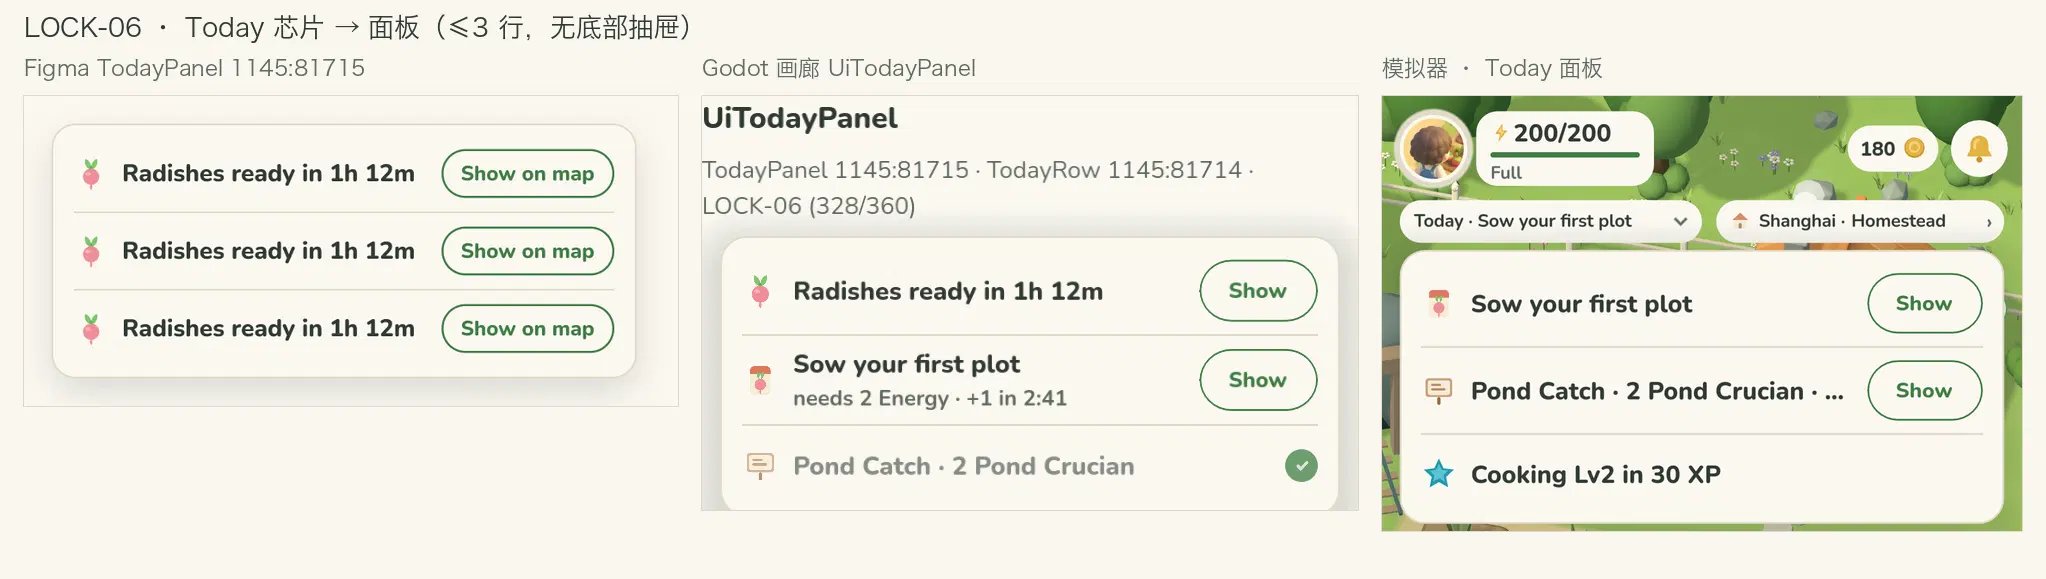 LOCK-06 · Today 芯片 → 面板（≤3 行，无底部抽屉）
Figma TodayPanel 1145:81715
Radishes ready in 1h 12m
Show on map
Radishes ready in 1h 12m
Show on map
Radishes ready in 1h 12m
Show on map
Godot 画廊 UiTodayPanel
UiTodayPanel
TodayPanel 1145:81715 · TodayRow 1145:81714 ·
LOCK-06 (328/360)
Radishes ready in 1h 12m
Show
Sow your first plot
needs 2 Energy · +1 in 2:41
Show
Pond Catch · 2 Pond Crucian
模拟器 · Today 面板
200/200
Full
180
Today · Sow your first plot
Shanghai · Homestead ›
Sow your first plot
Show
Pond Catch · 2 Pond Crucian · ...
Show
Cooking Lv2 in 30 XP